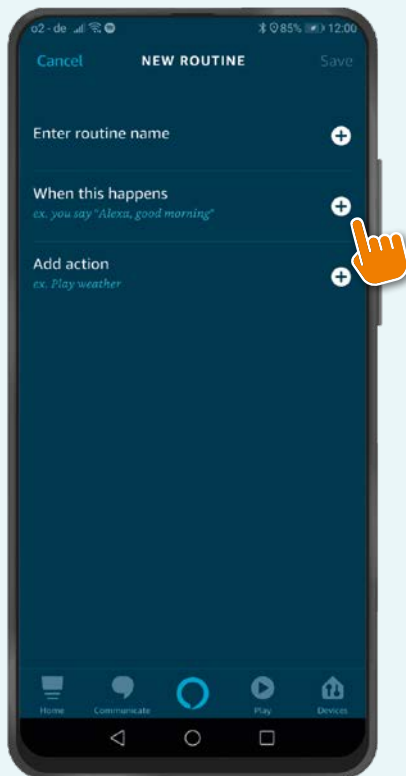 o2 - de 85% 12:00
Cancel NEW ROUTINE Save
Enter routine name
When this happens
ex. you say "Alexa, good morning"
Add action
ex. Play weather
Home Communicate Play Devices